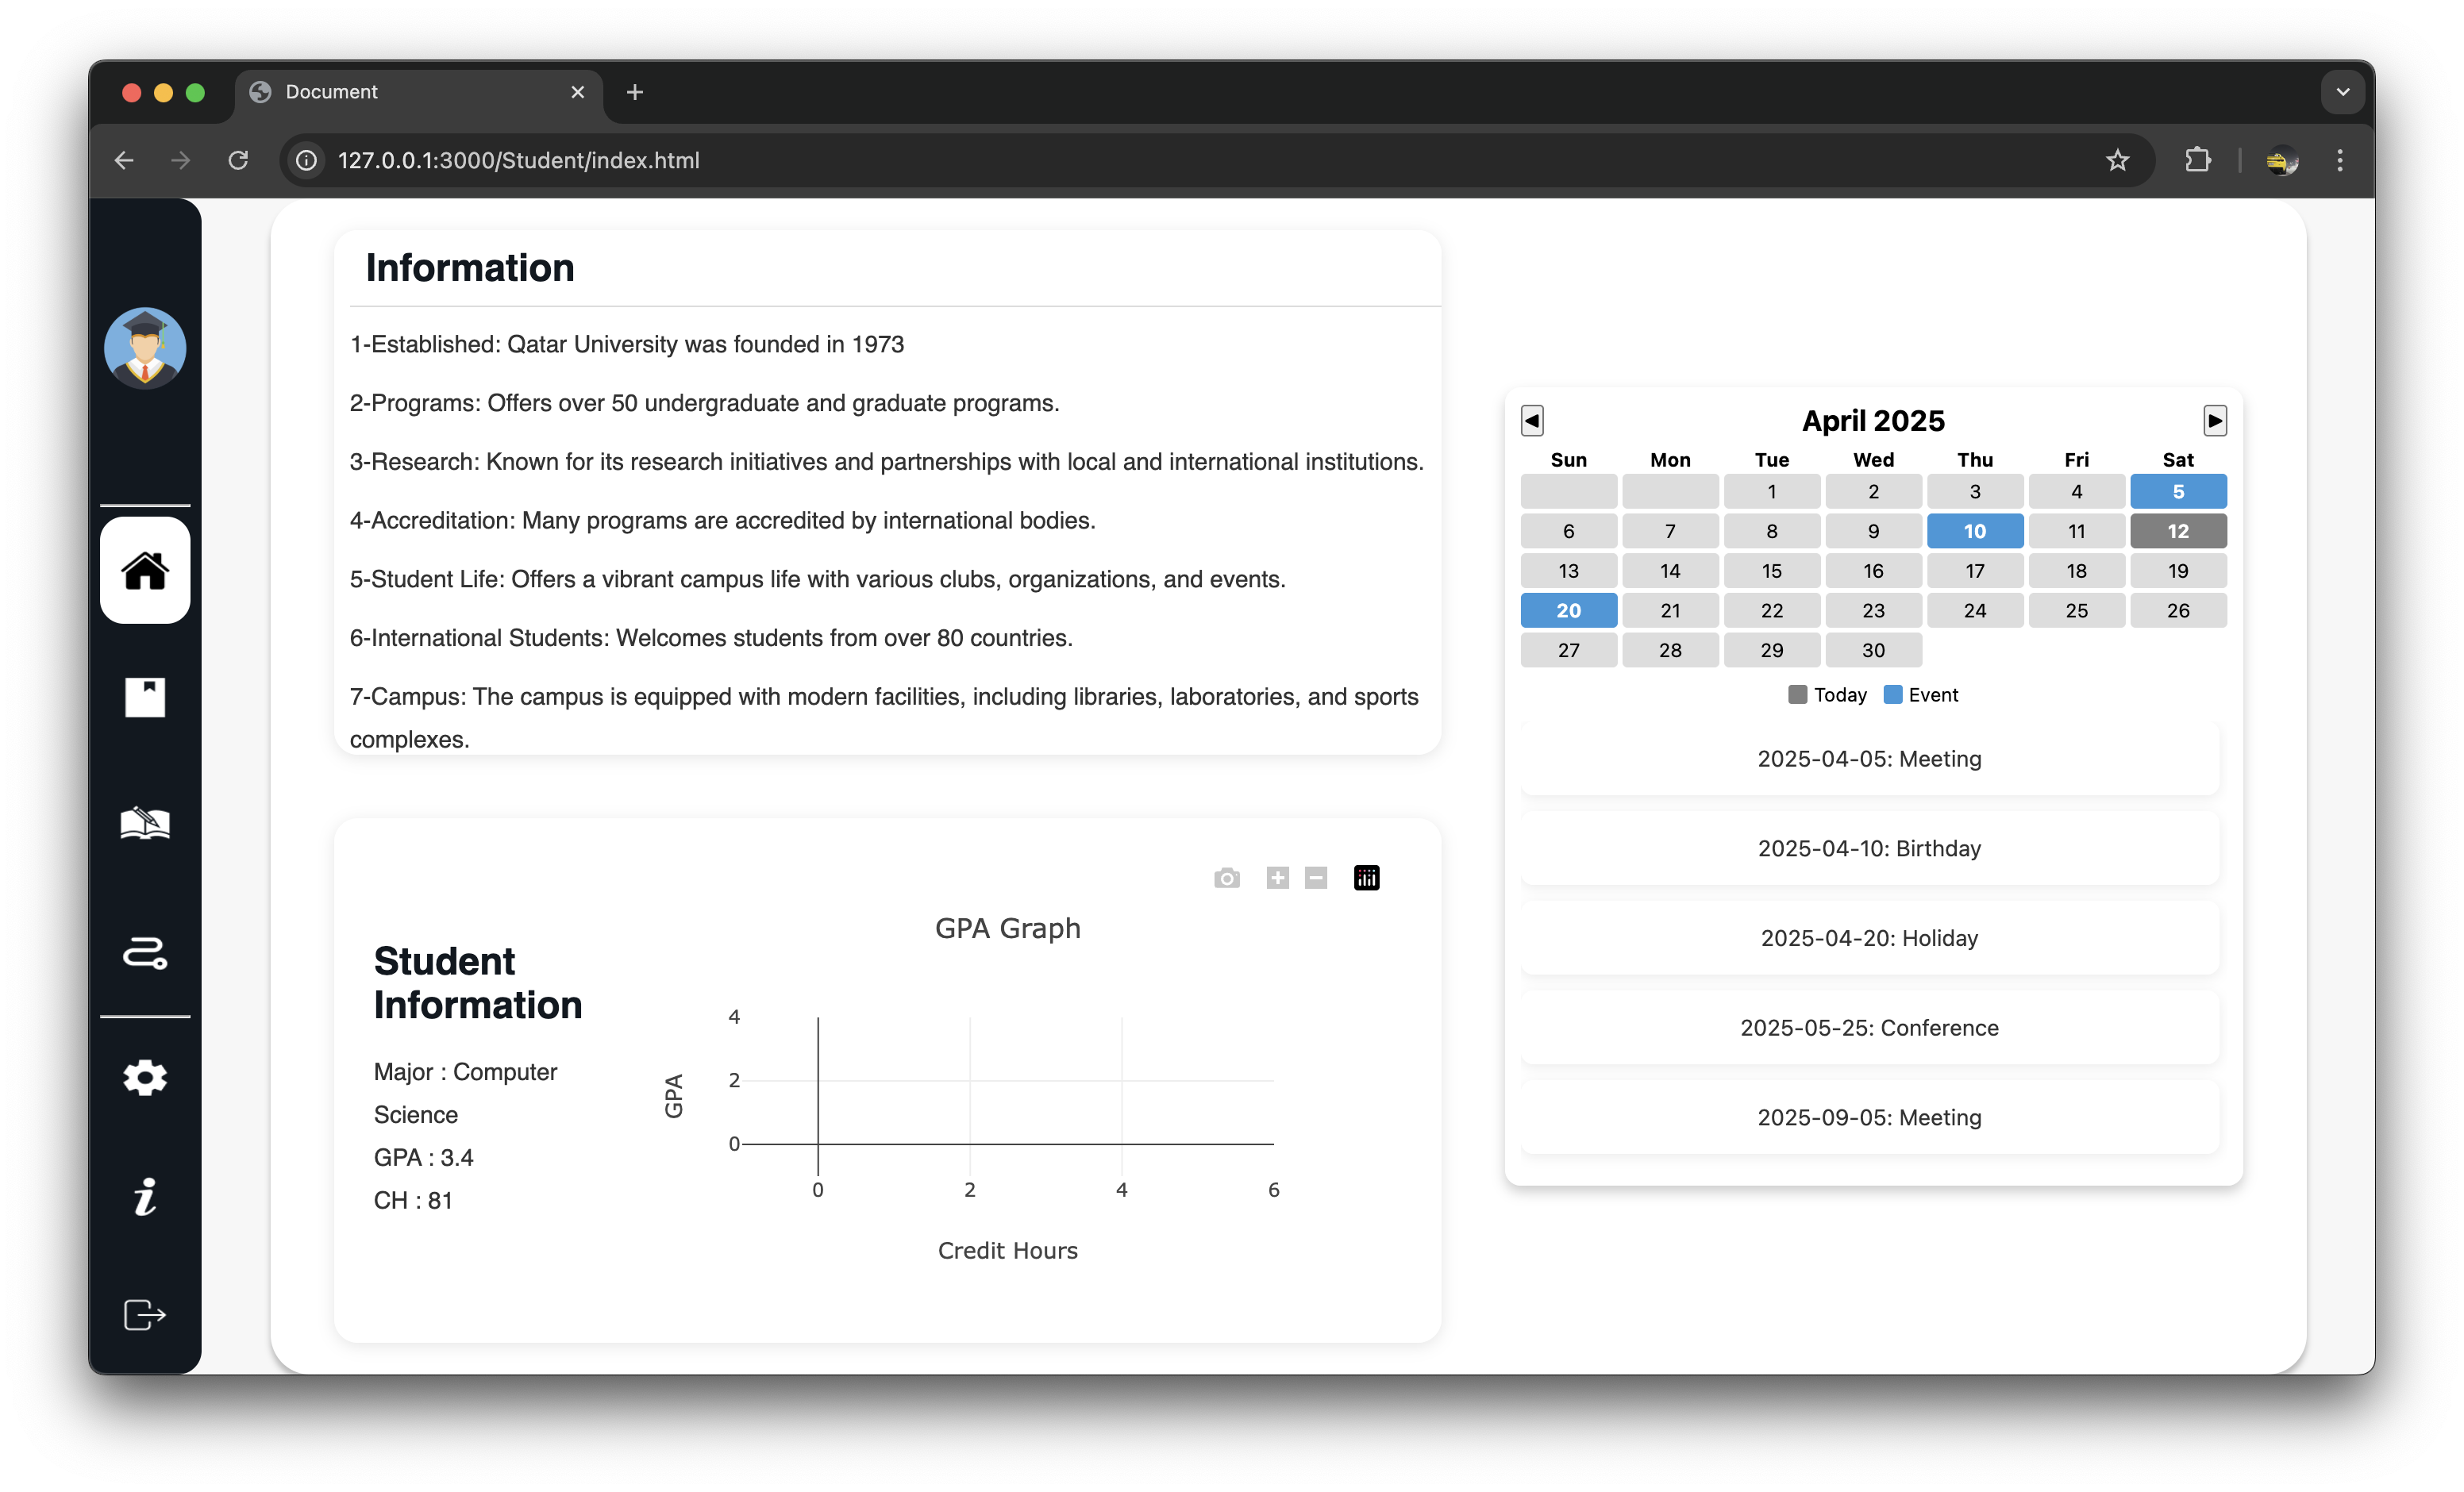 Document
127.0.0.1:3000/Student/index.html
Information
1-Established: Qatar University was founded in 1973
2-Programs: Offers over 50 undergraduate and graduate programs.
3-Research: Known for its research initiatives and partnerships with local and international institutions.
4-Accreditation: Many programs are accredited by international bodies.
5-Student Life: Offers a vibrant campus life with various clubs, organizations, and events.
6-International Students: Welcomes students from over 80 countries.
7-Campus: The campus is equipped with modern facilities, including libraries, laboratories, and sports
complexes.
Student
Information
Major : Computer
Science
GPA : 3.4
CH : 81
GPA Graph
GPA
4
2
0
0 2 4 6
Credit Hours
April 2025
Sun Mon Tue Wed Thu Fri Sat
1 2 3 4 5
6 7 8 9 10 11 12
13 14 15 16 17 18 19
20 21 22 23 24 25 26
27 28 29 30
Today Event
2025-04-05: Meeting
2025-04-10: Birthday
2025-04-20: Holiday
2025-05-25: Conference
2025-09-05: Meeting